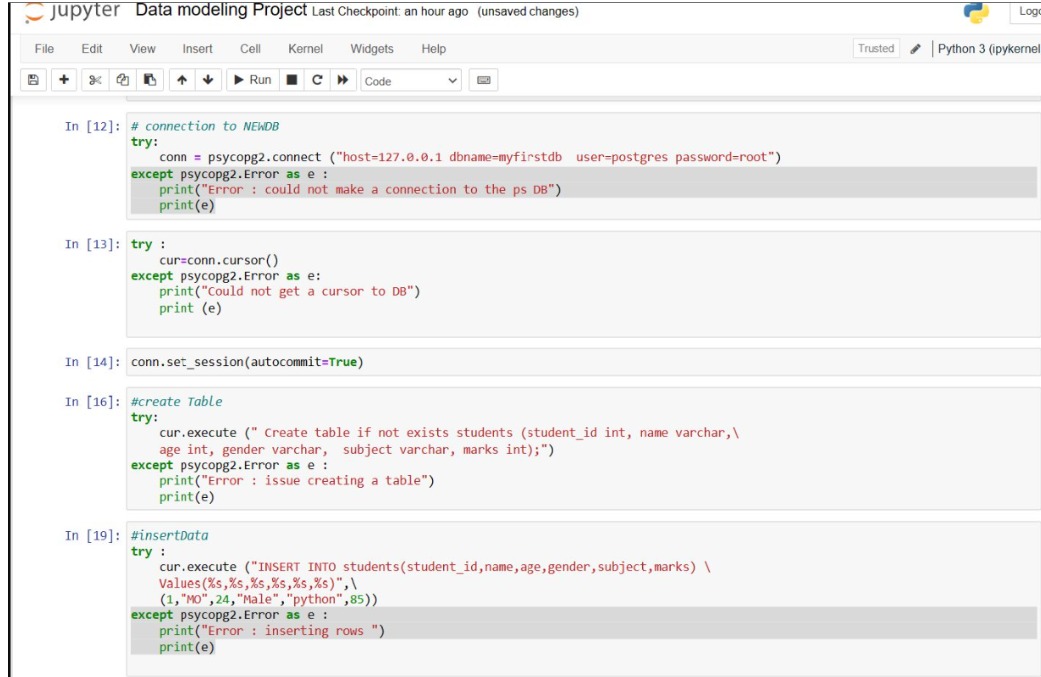 jupyter Data modeling Project Last Checkpoint: an hour ago (unsaved changes)
File Edit View Insert Cell Kernel Widgets Help
Trusted Python 3 (ipykernel
Run Code
In [12]: # connection to NEWDB
try:
    conn = psycopg2.connect ("host=127.0.0.1 dbname=myfirstdb  user=postgres password=root")
except psycopg2.Error as e :
    print("Error : could not make a connection to the ps DB")
    print(e)
In [13]: try :
    cur=conn.cursor()
except psycopg2.Error as e:
    print("Could not get a cursor to DB")
    print (e)
In [14]: conn.set_session(autocommit=True)
In [16]: #create Table
try:
    cur.execute (" Create table if not exists students (student_id int, name varchar,\
    age int, gender varchar,  subject varchar, marks int);")
except psycopg2.Error as e :
    print("Error : issue creating a table")
    print(e)
In [19]: #insertData
try :
    cur.execute ("INSERT INTO students(student_id,name,age,gender,subject,marks) \
    Values(%s,%s,%s,%s,%s,%s)",\
    (1,"MO",24,"Male","python",85))
except psycopg2.Error as e :
    print("Error : inserting rows ")
    print(e)